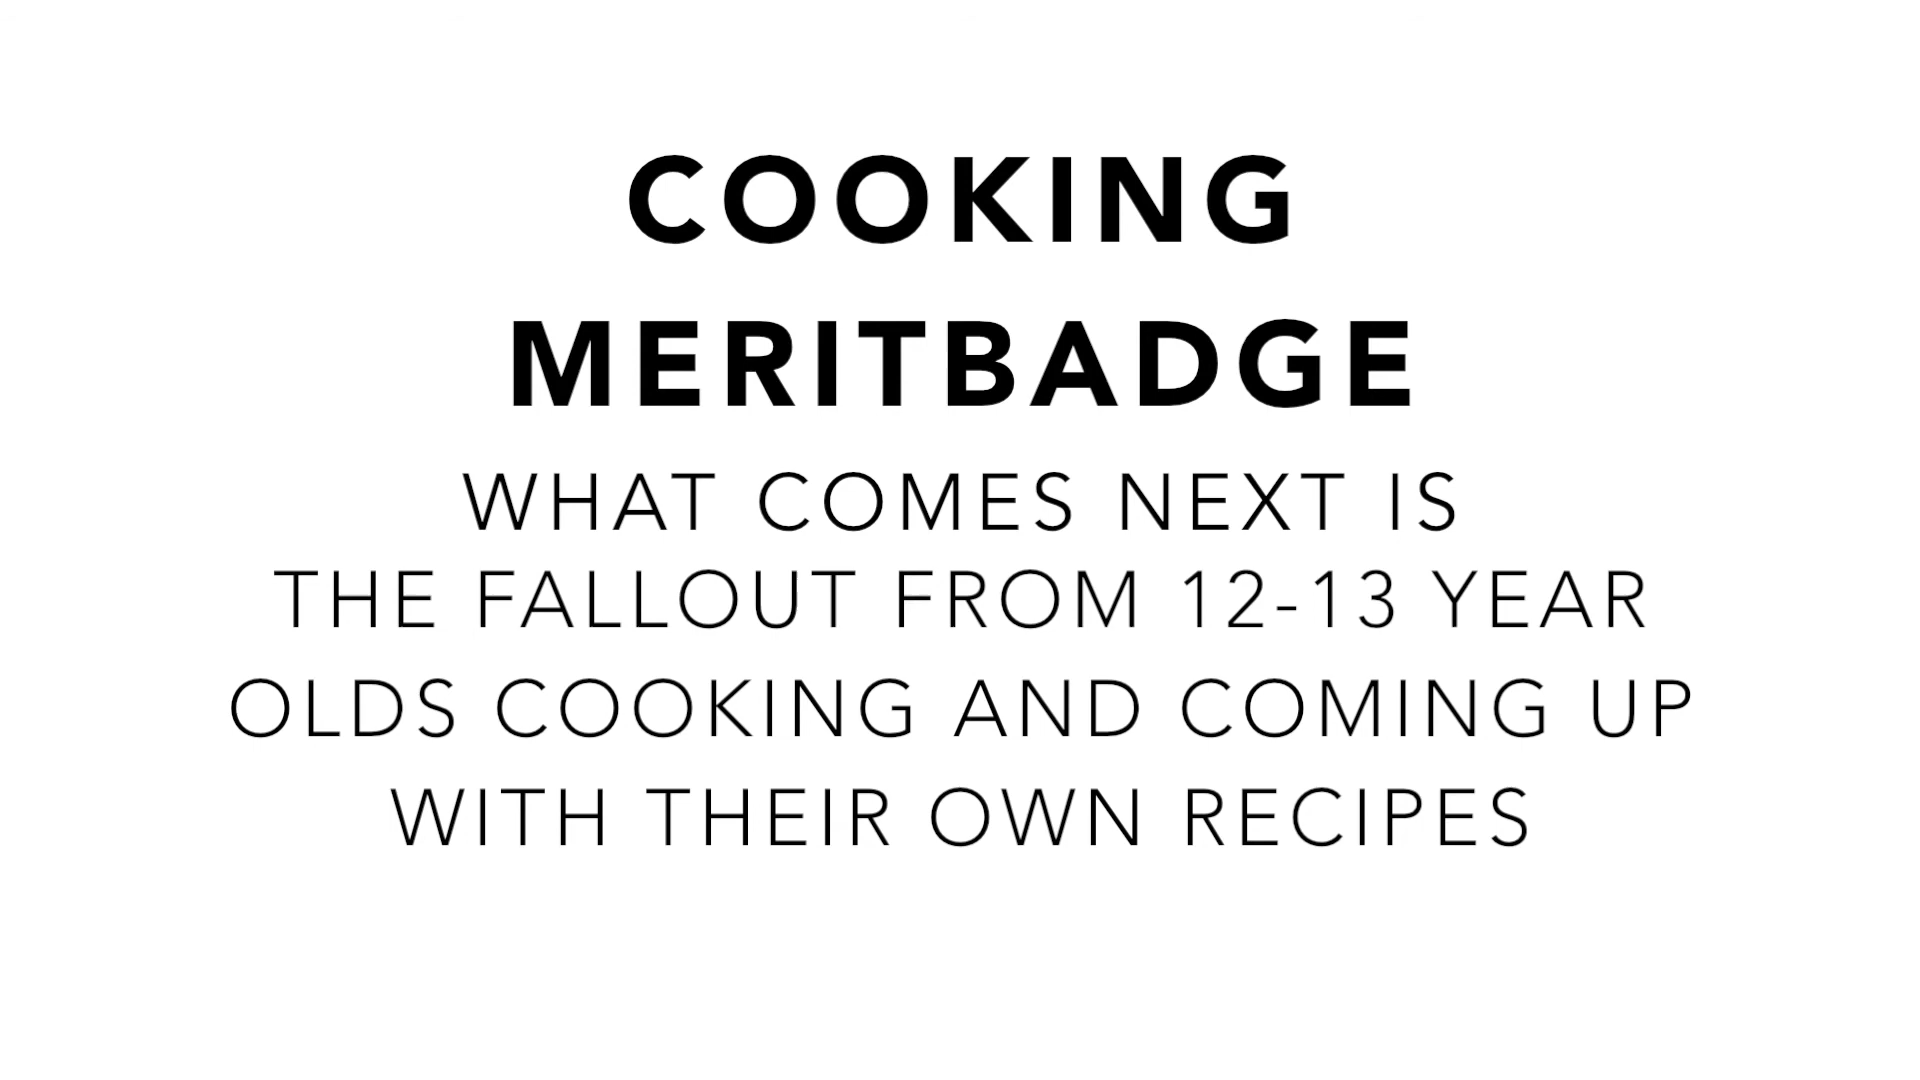 COOKING
MERITBADGE
WHAT COMES NEXT IS
THE FALLOUT FROM 12-13 YEAR
OLDS COOKING AND COMING UP
WITH THEIR OWN RECIPES